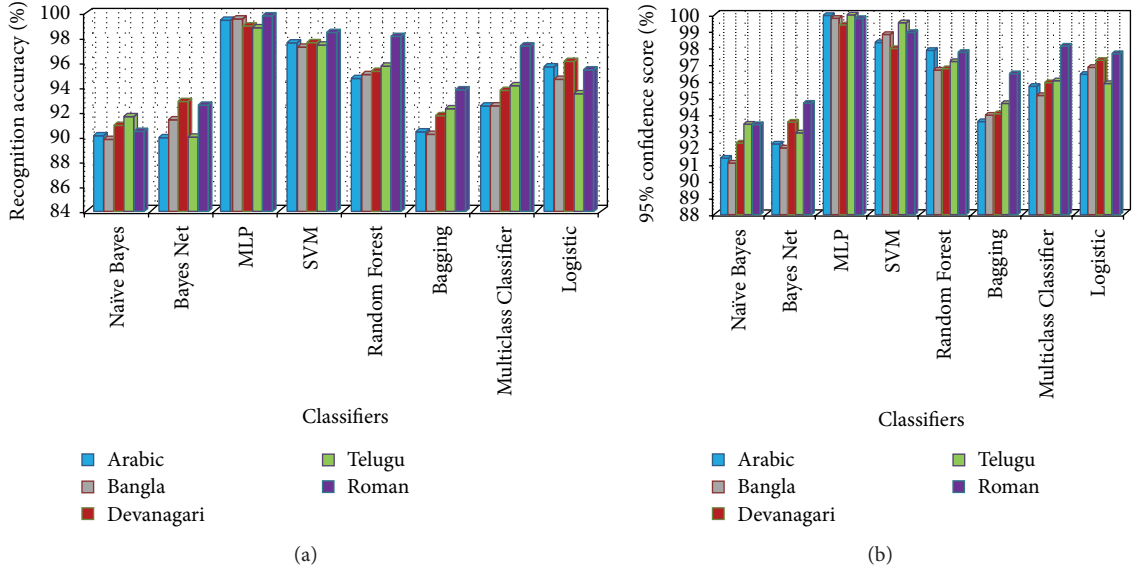 Recognition accuracy (%)
100
98
96
94
92
90
88
86
84
Naïve Bayes
Bayes Net
MLP
SVM
Random Forest
Bagging
Multiclass Classifier
Logistic
Classifiers
Arabic
Bangla
Devanagari
Telugu
Roman
(a)
95% confidence score (%)
100
99
98
97
96
95
94
93
92
91
90
89
88
Naïve Bayes
Bayes Net
MLP
SVM
Random Forest
Bagging
Multiclass Classifier
Logistic
Classifiers
Arabic
Bangla
Devanagari
Telugu
Roman
(b)